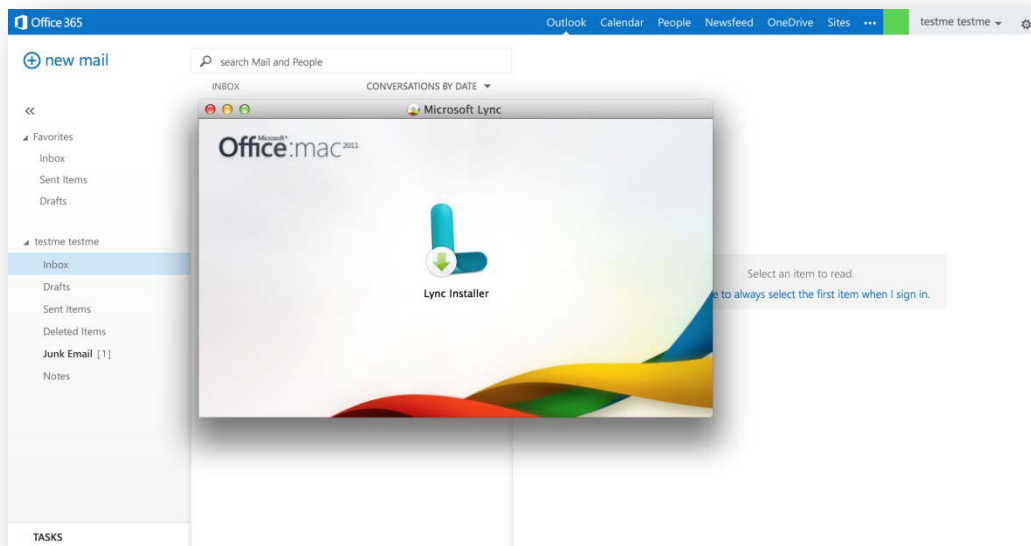 Office 365
Outlook Calendar People Newsfeed OneDrive Sites ••• testme testme
new mail
search Mail and People
INBOX CONVERSATIONS BY DATE
«
Favorites
Inbox
Sent Items
Drafts
testme testme
Inbox
Drafts
Sent Items
Deleted Items
Junk Email [1]
Notes
TASKS
Microsoft Lync
Microsoft®
Office:mac 2011
Lync Installer
Select an item to read.
to always select the first item when I sign in.